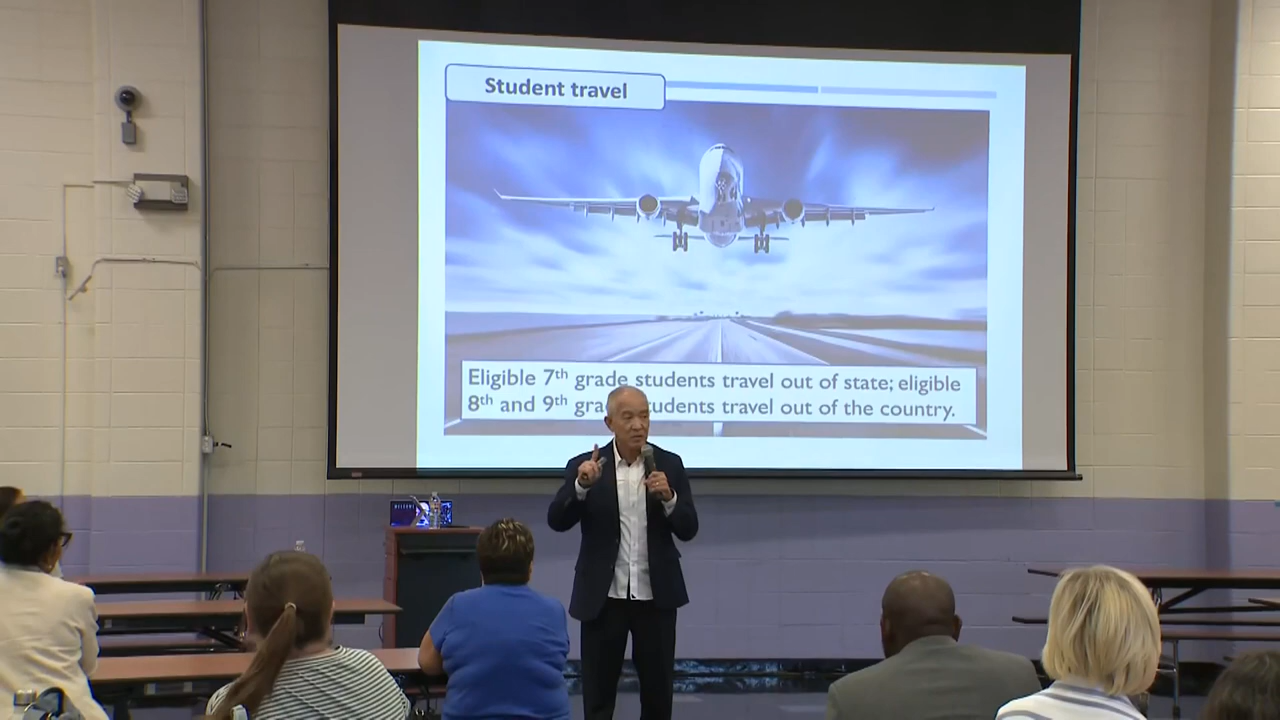 Student travel
Eligible 7th grade students travel out of state; eligible
8th and 9th students travel out of the country.